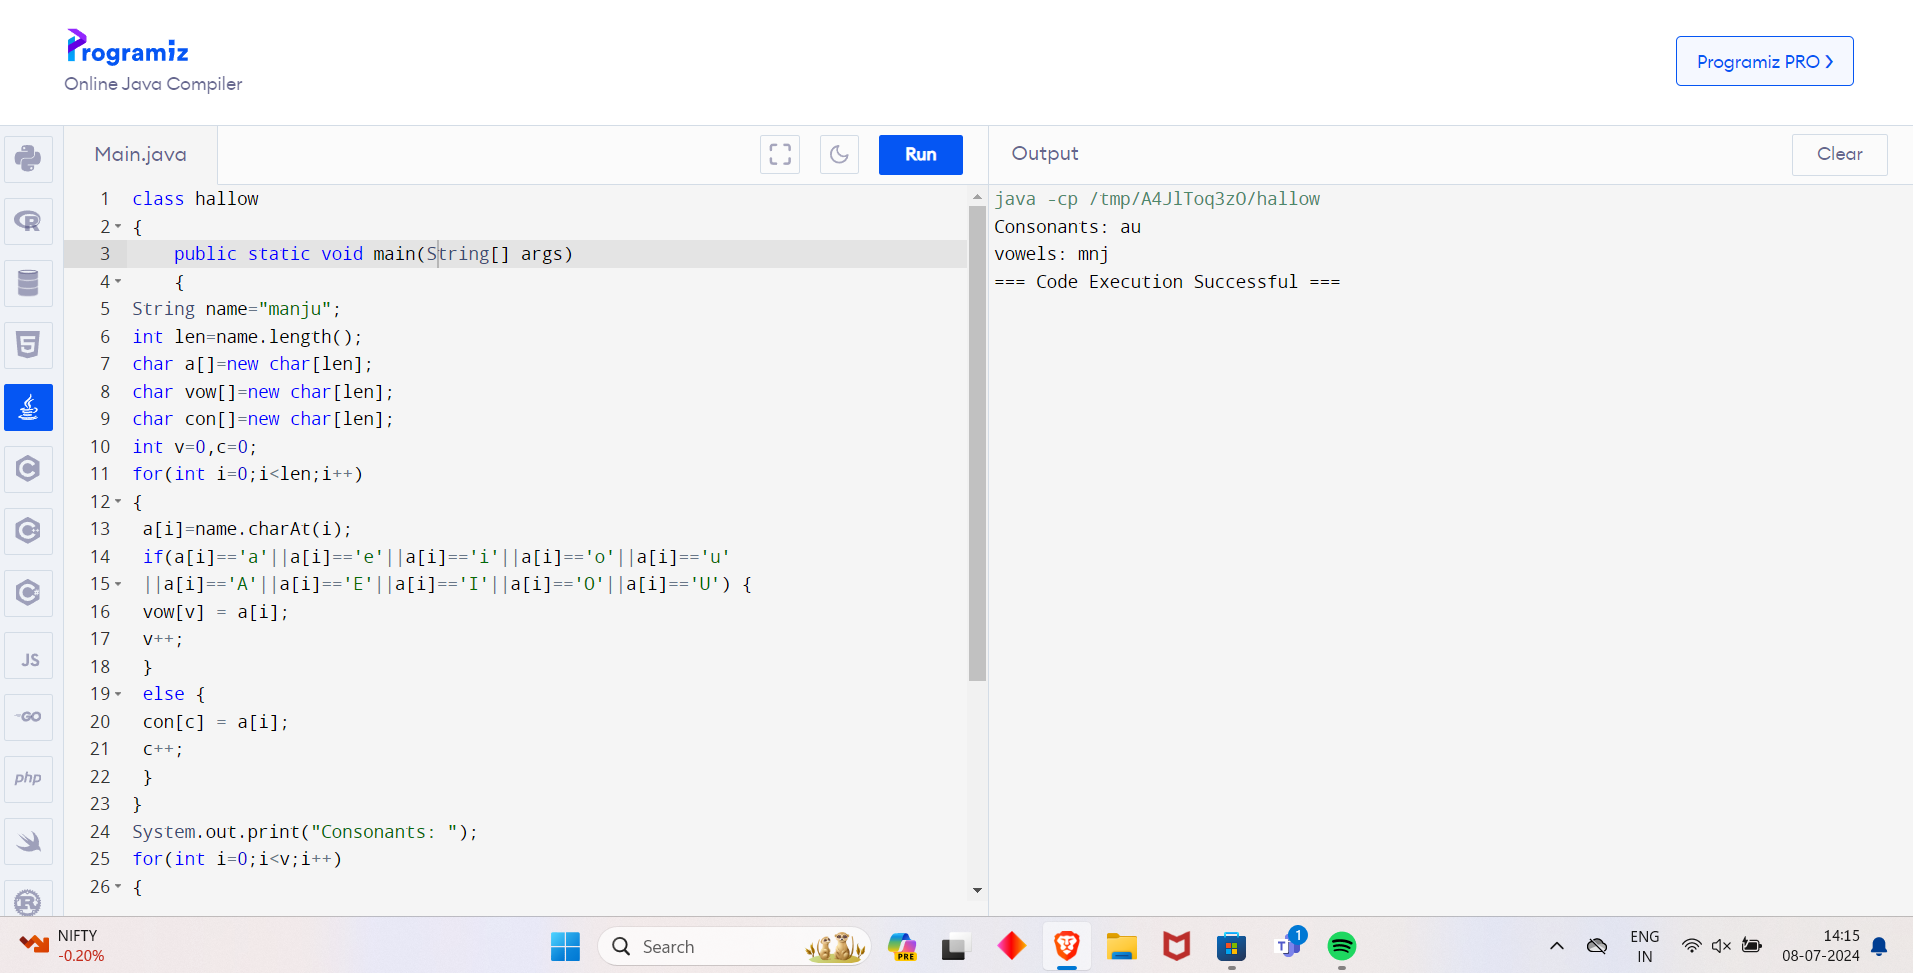 Programiz
Online Java Compiler
Programiz PRO ❯
Main.java
Run
Output
Clear
1 class hallow
2 {
3     public static void main(String[] args)
4     {
5 String name="manju";
6 int len=name.length();
7 char a[]=new char[len];
8 char vow[]=new char[len];
9 char con[]=new char[len];
10 int v=0,c=0;
11 for(int i=0;i<len;i++)
12 {
13  a[i]=name.charAt(i);
14  if(a[i]=='a'||a[i]=='e'||a[i]=='i'||a[i]=='o'||a[i]=='u'
15  ||a[i]=='A'||a[i]=='E'||a[i]=='I'||a[i]=='O'||a[i]=='U') {
16  vow[v] = a[i];
17  v++;
18  }
19  else {
20  con[c] = a[i];
21  c++;
22  }
23 }
24 System.out.print("Consonants: ");
25 for(int i=0;i<v;i++)
26 {
java -cp /tmp/A4JlToq3zO/hallow
Consonants: au
vowels: mnj
=== Code Execution Successful ===
JS
GO
php
NIFTY
-0.20%
Search
PRE
1
ENG
IN
14:15
08-07-2024